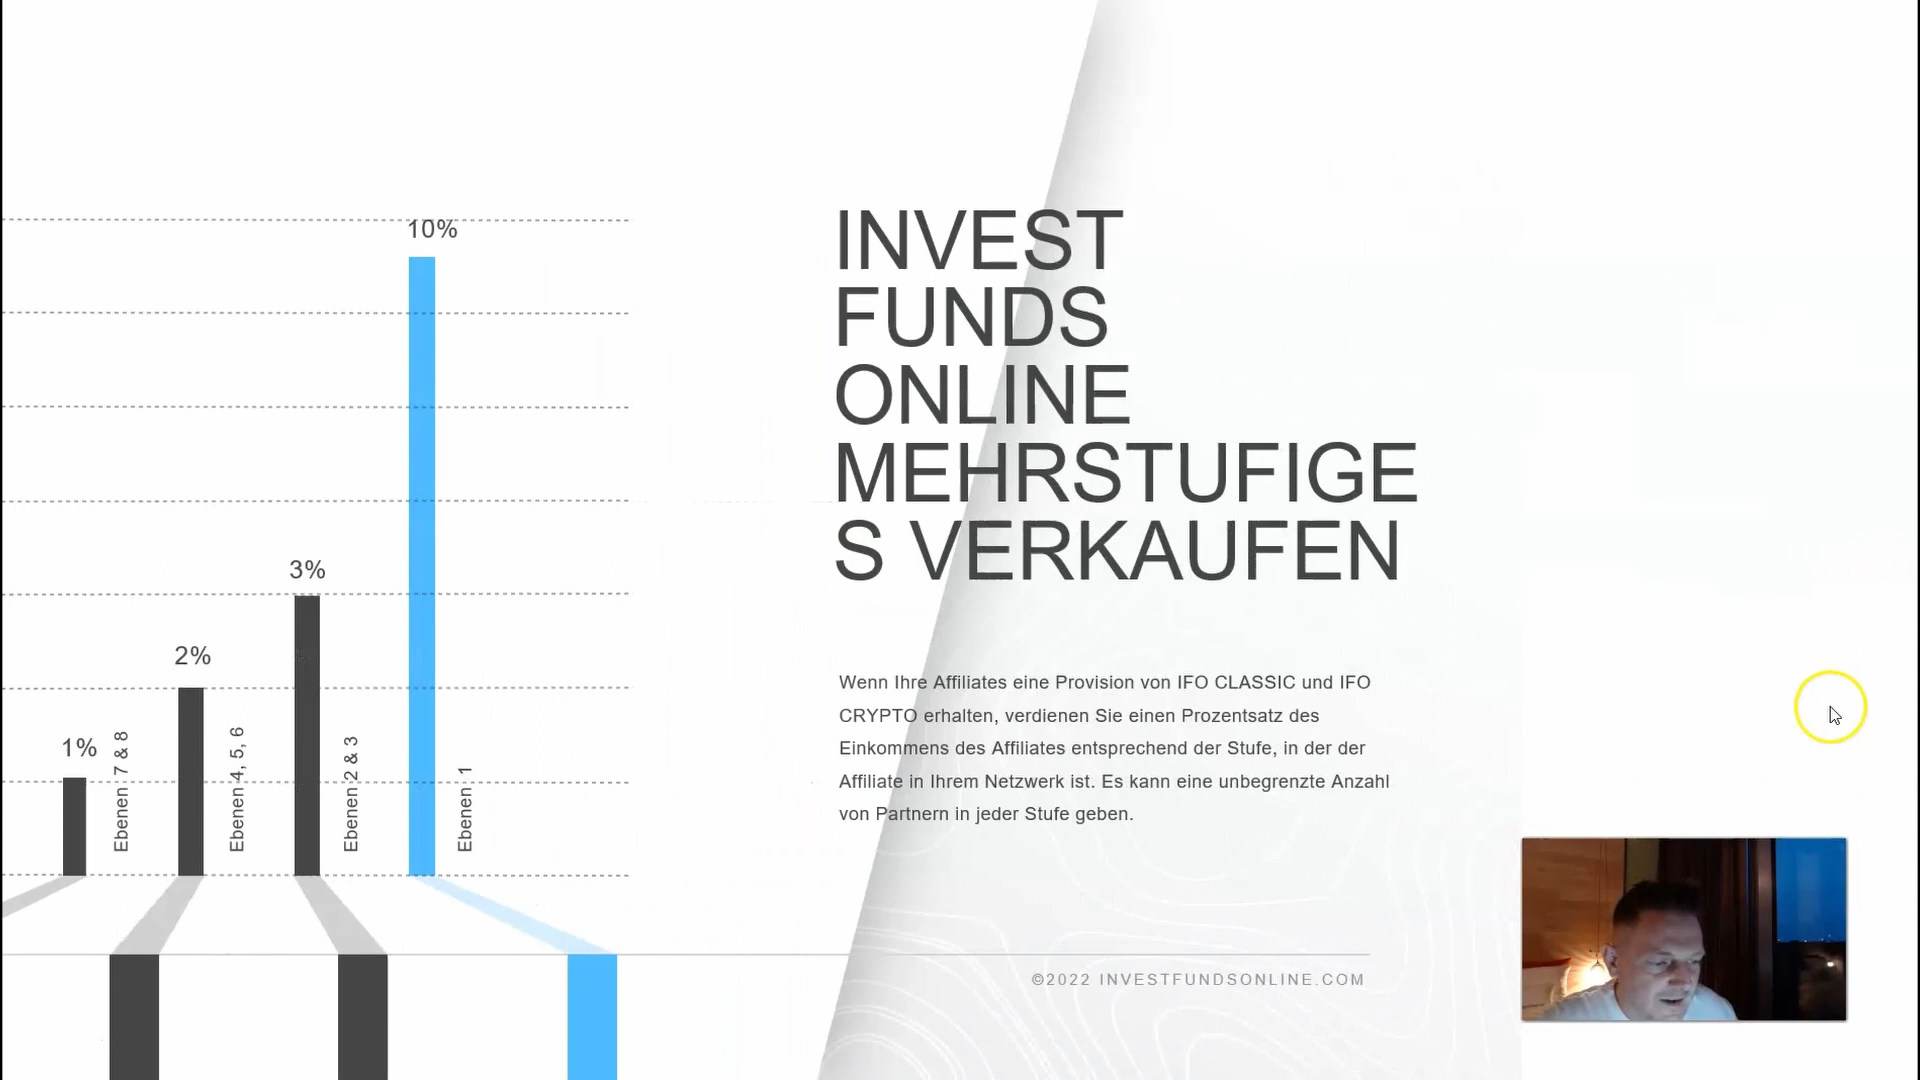 10%
3%
2%
1%
Ebenen 7 & 8
Ebenen 4, 5, 6
Ebenen 2 & 3
Ebenen 1
INVEST
FUNDS
ONLINE
MEHRSTUFIGE
S VERKAUFEN
Wenn Ihre Affiliates eine Provision von IFO CLASSIC und IFO
CRYPTO erhalten, verdienen Sie einen Prozentsatz des
Einkommens des Affiliates entsprechend der Stufe, in der der
Affiliate in Ihrem Netzwerk ist. Es kann eine unbegrenzte Anzahl
von Partnern in jeder Stufe geben.
©2022 INVESTFUNDSONLINE.COM